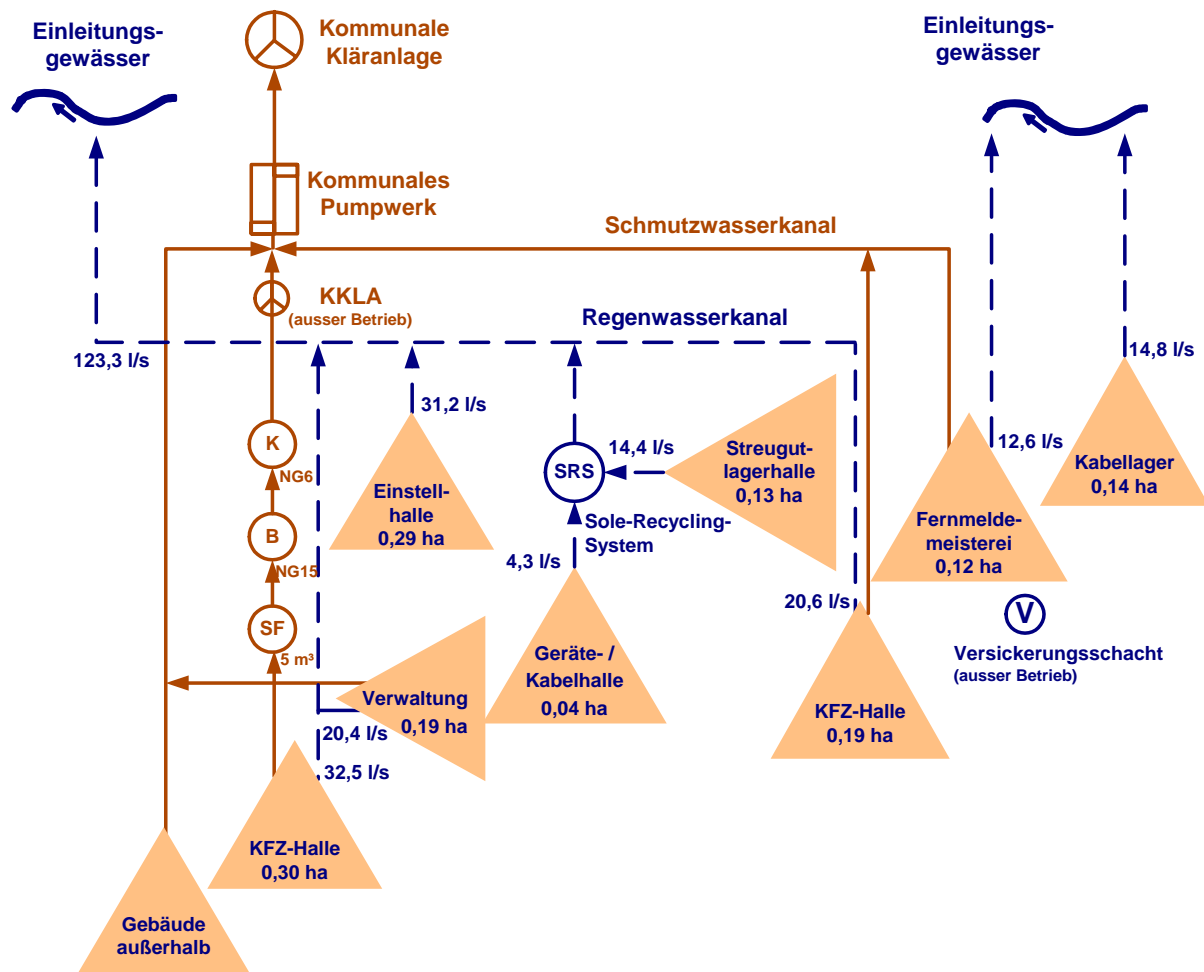 Einleitungs-
gewässer
Kommunale
Kläranlage
Einleitungs-
gewässer
Kommunales
Pumpwerk
Schmutzwasserkanal
KKLA
(ausser Betrieb)
Regenwasserkanal
123,3 l/s
14,8 l/s
31,2 l/s
K
NG6
B
NG15
SF
5 m³
Einstell-
halle
0,29 ha
14,4 l/s
SRS
Streugut-
lagerhalle
0,13 ha
Sole-Recycling-
System
4,3 l/s
12,6 l/s
Kabellager
0,14 ha
Fernmelde-
meisterei
0,12 ha
20,6 l/s
V
Versickerungsschacht
(ausser Betrieb)
Geräte- /
Kabelhalle
0,04 ha
Verwaltung
0,19 ha
20,4 l/s
32,5 l/s
KFZ-Halle
0,19 ha
KFZ-Halle
0,30 ha
Gebäude
außerhalb